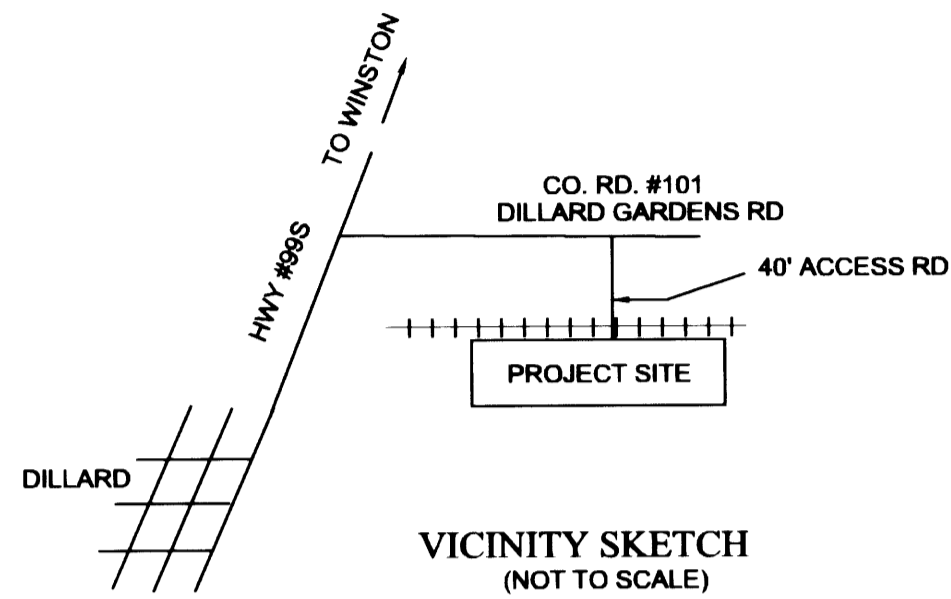 TO WINSTON
HWY #99S
CO. RD. #101
DILLARD GARDENS RD
40' ACCESS RD
PROJECT SITE
DILLARD
VICINITY SKETCH
(NOT TO SCALE)